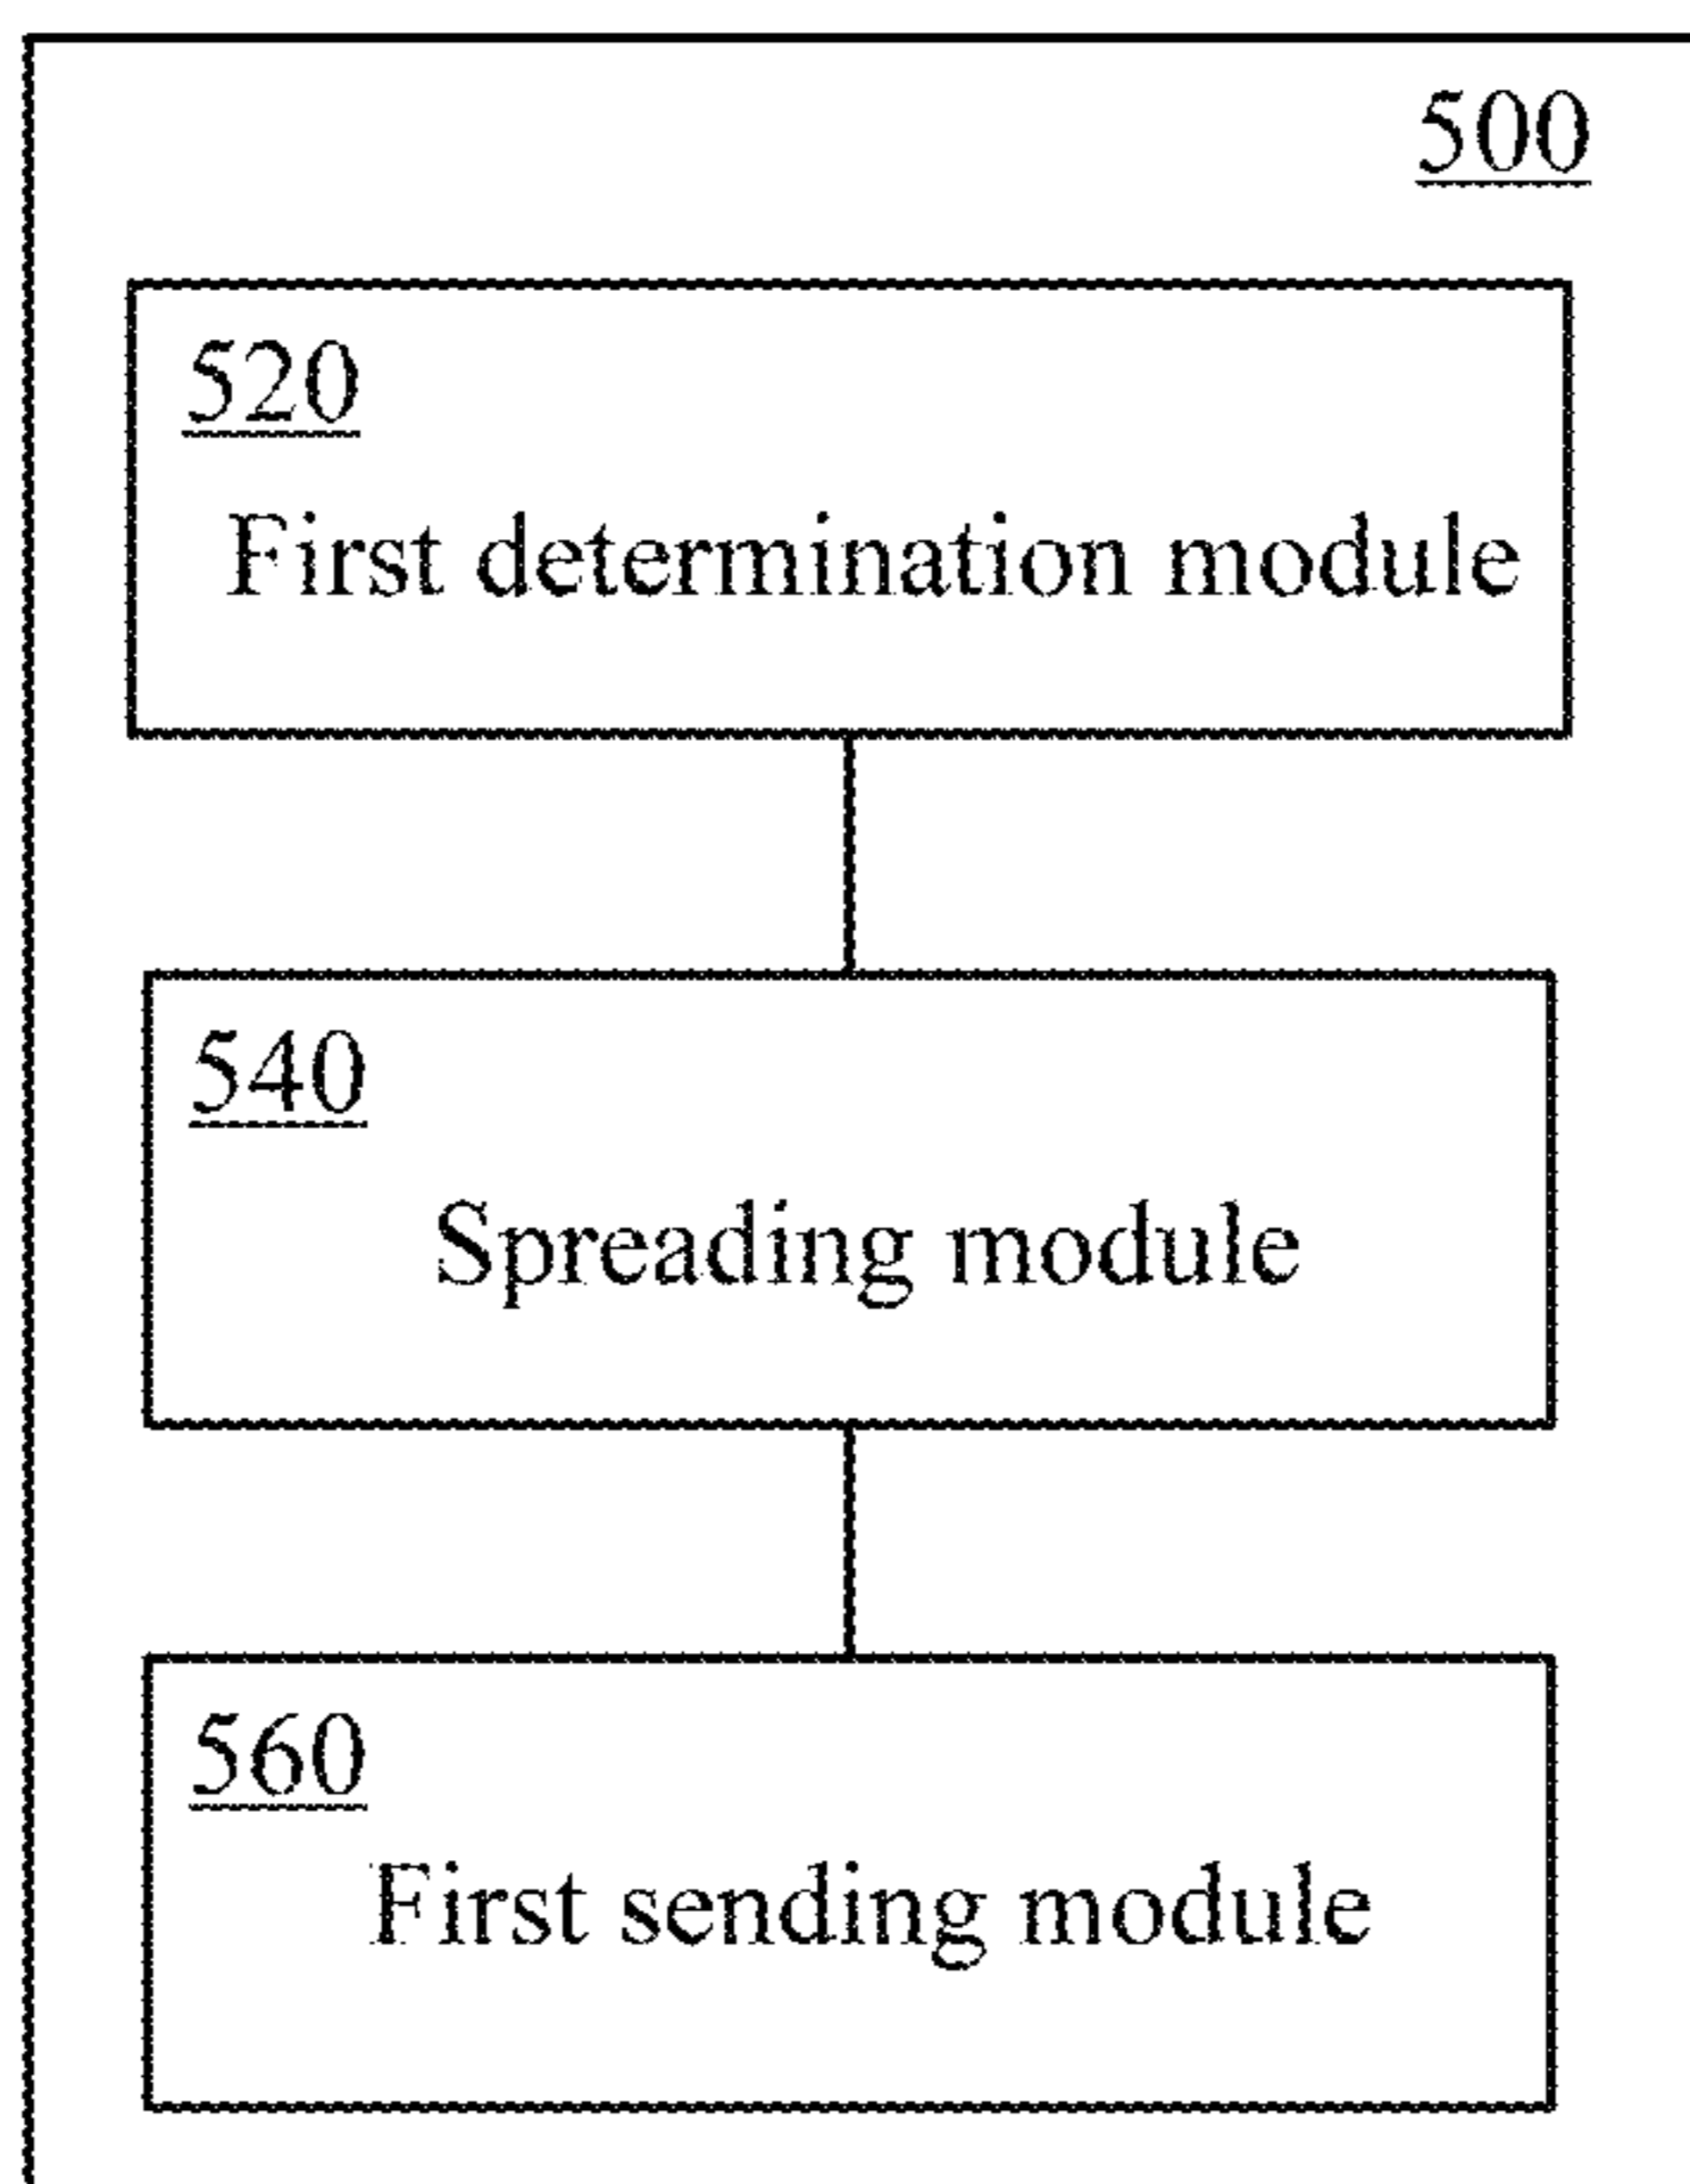 500
520
First determination module
540
Spreading module
560
First sending module